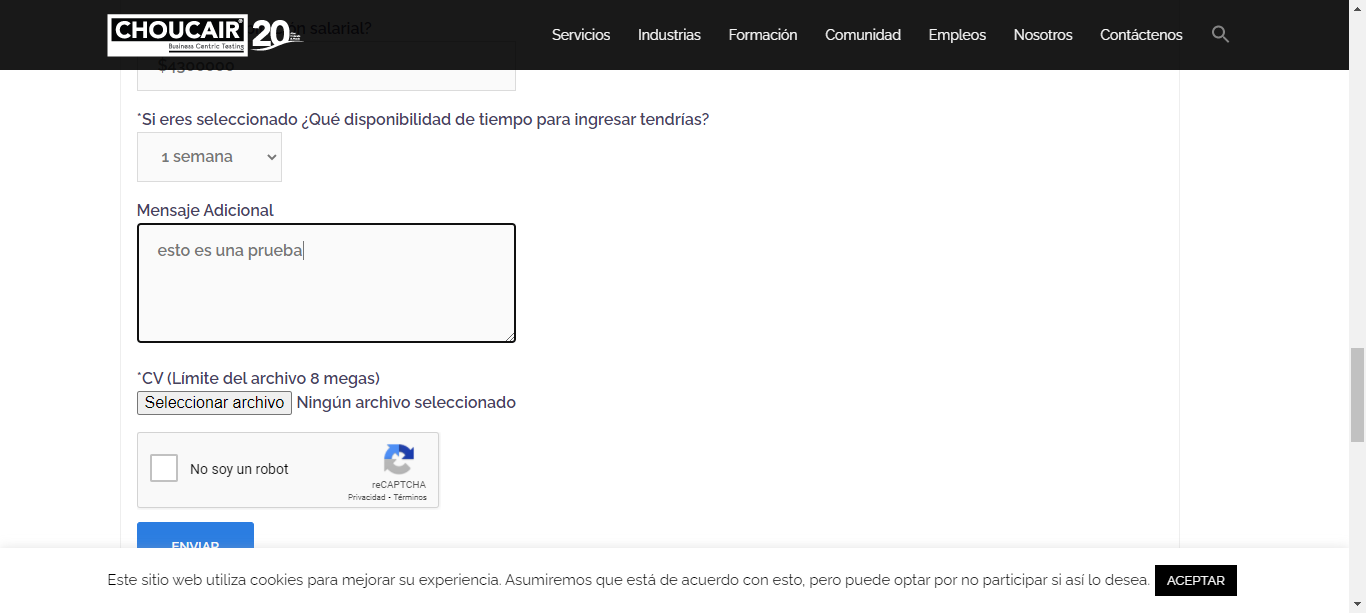 CHOUCAIR
Business Centric Testing
20
n salarial?
Servicios
Industrias
Formación
Comunidad
Empleos
Nosotros
Contáctenos
$4300000
*Si eres seleccionado ¿Qué disponibilidad de tiempo para ingresar tendrías?
1 semana
Mensaje Adicional
esto es una prueba
*CV (Límite del archivo 8 megas)
Seleccionar archivo Ningún archivo seleccionado
No soy un robot
reCAPTCHA
Privacidad - Términos
ENVIAR
Este sitio web utiliza cookies para mejorar su experiencia. Asumiremos que está de acuerdo con esto, pero puede optar por no participar si así lo desea.
ACEPTAR